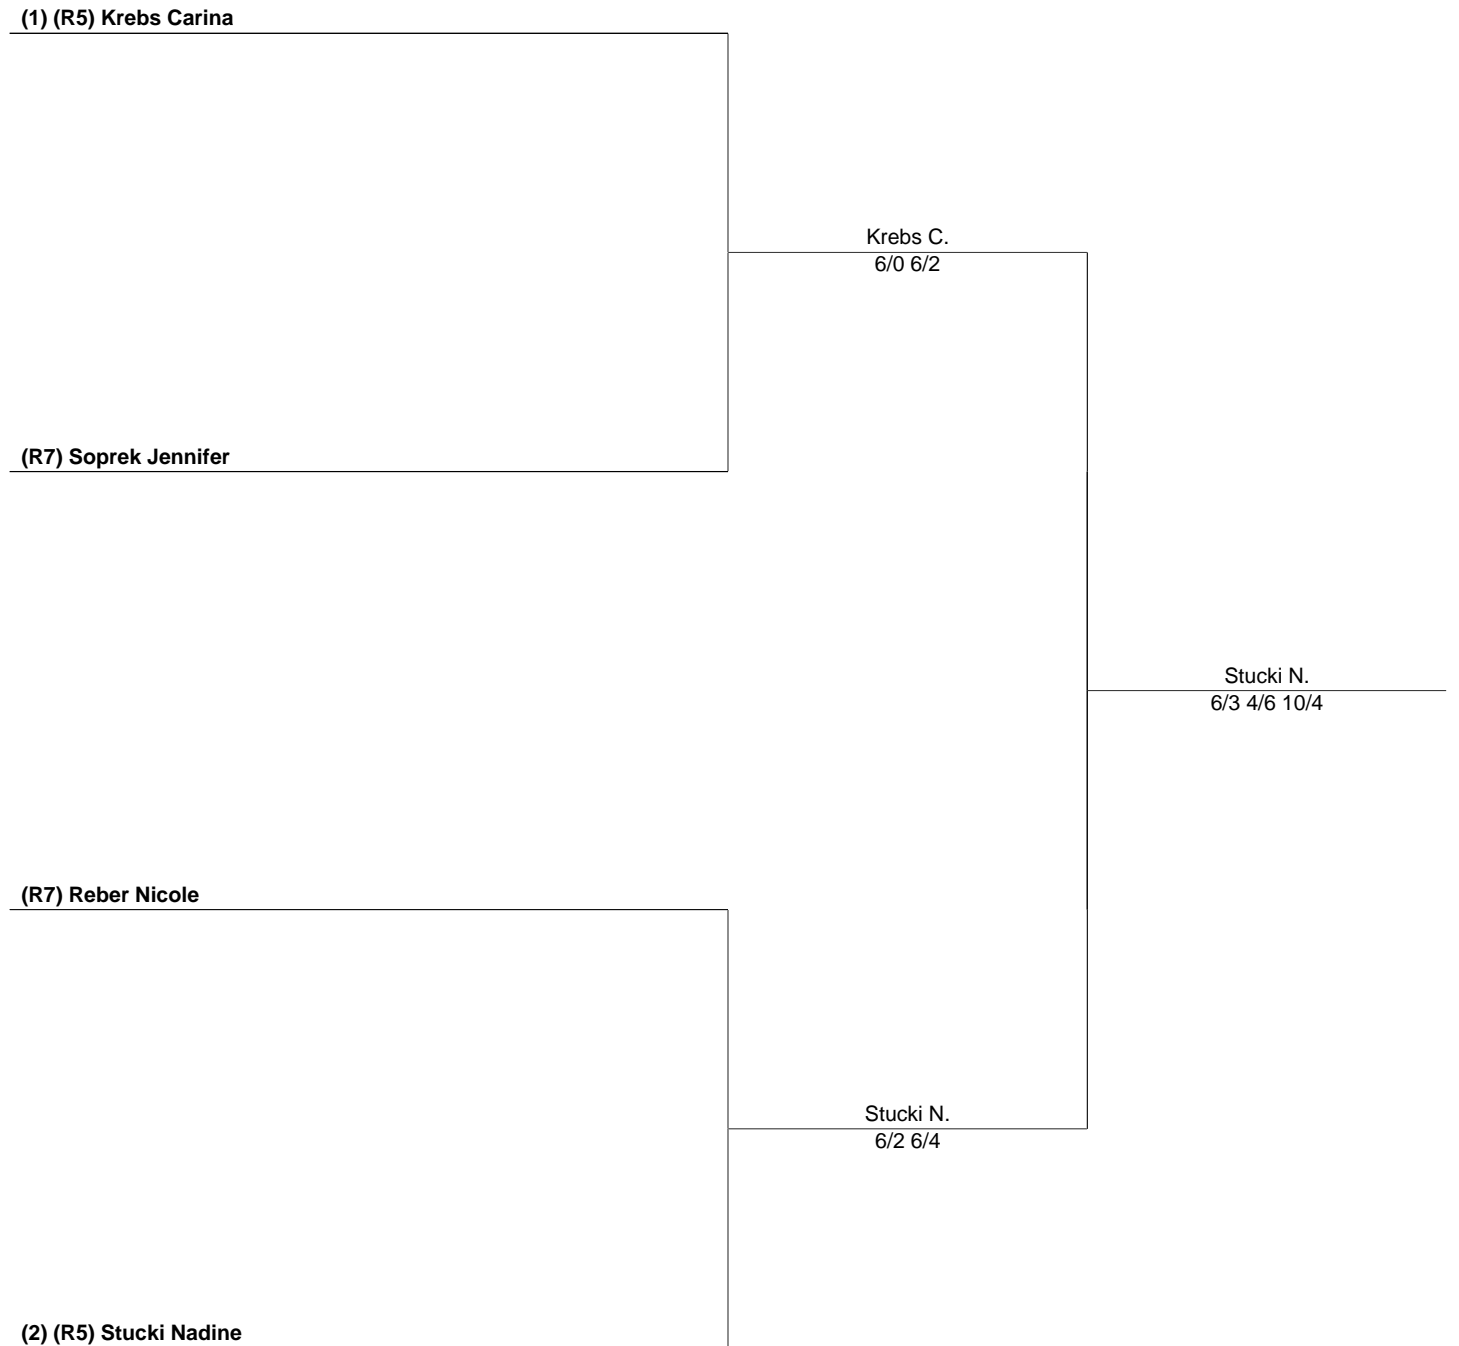 (1) (R5) Krebs Carina
Krebs C.
6/0 6/2
(R7) Soprek Jennifer
Stucki N.
6/3 4/6 10/4
(R7) Reber Nicole
Stucki N.
6/2 6/4
(2) (R5) Stucki Nadine